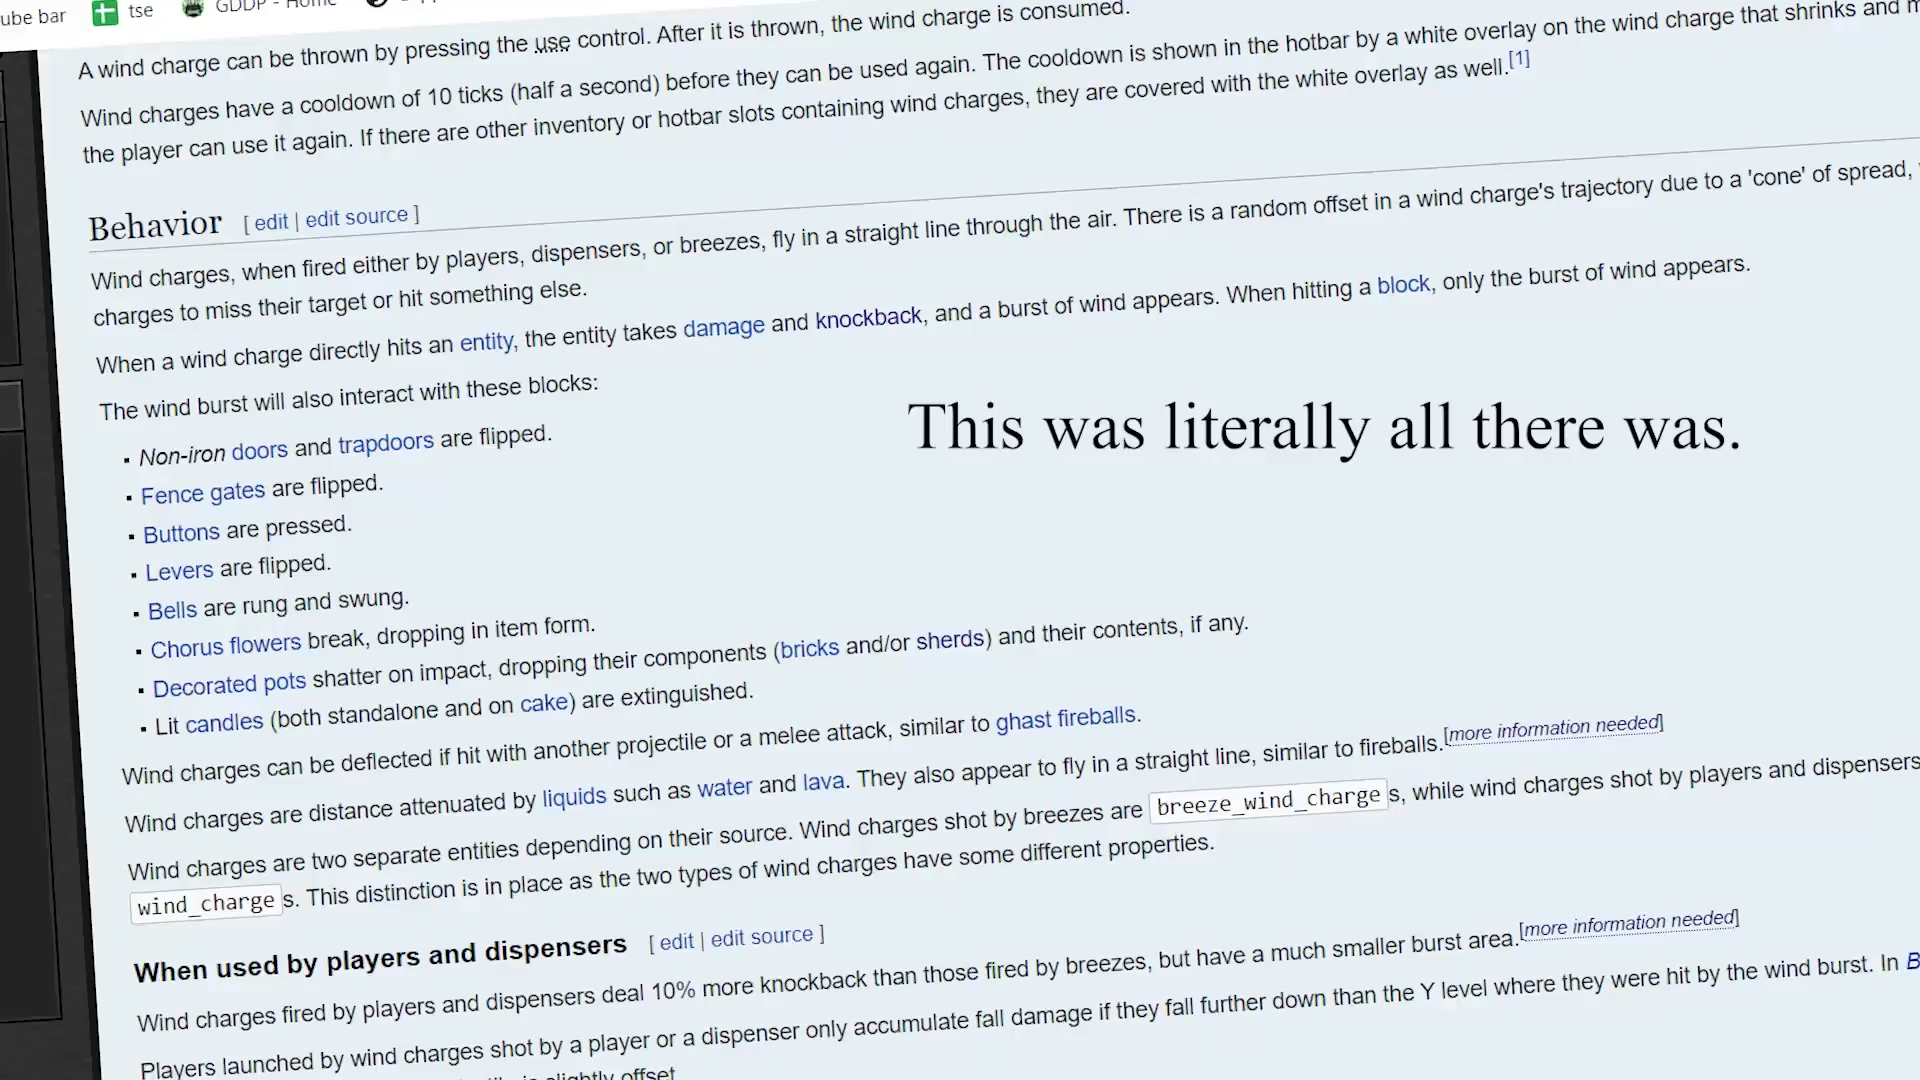 ube bar tse GDDP - Home
A wind charge can be thrown by pressing the use control. After it is thrown, the wind charge is consumed.
Wind charges have a cooldown of 10 ticks (half a second) before they can be used again. The cooldown is shown in the hotbar by a white overlay on the wind charge that shrinks and
the player can use it again. If there are other inventory or hotbar slots containing wind charges, they are covered with the white overlay as well.[1]
Behavior [ edit | edit source ]
Wind charges, when fired either by players, dispensers, or breezes, fly in a straight line through the air. There is a random offset in a wind charge's trajectory due to a 'cone' of spread,
charges to miss their target or hit something else.
When a wind charge directly hits an entity, the entity takes damage and knockback, and a burst of wind appears. When hitting a block, only the burst of wind appears.
The wind burst will also interact with these blocks:
This was literally all there was.
▪ Non-iron doors and trapdoors are flipped.
▪ Fence gates are flipped.
▪ Buttons are pressed.
▪ Levers are flipped.
▪ Bells are rung and swung.
▪ Chorus flowers break, dropping in item form.
▪ Decorated pots shatter on impact, dropping their components (bricks and/or sherds) and their contents, if any.
▪ Lit candles (both standalone and on cake) are extinguished.
Wind charges can be deflected if hit with another projectile or a melee attack, similar to ghast fireballs.
Wind charges are distance attenuated by liquids such as water and lava. They also appear to fly in a straight line, similar to fireballs.[more information needed]
Wind charges are two separate entities depending on their source. Wind charges shot by breezes are breeze_wind_charge s, while wind charges shot by players and dispensers
wind_charge s. This distinction is in place as the two types of wind charges have some different properties.
When used by players and dispensers [ edit | edit source ]
Wind charges fired by players and dispensers deal 10% more knockback than those fired by breezes, but have a much smaller burst area.[more information needed]
Players launched by wind charges shot by a player or a dispenser only accumulate fall damage if they fall further down than the Y level where they were hit by the wind burst. In B
is slightly offset